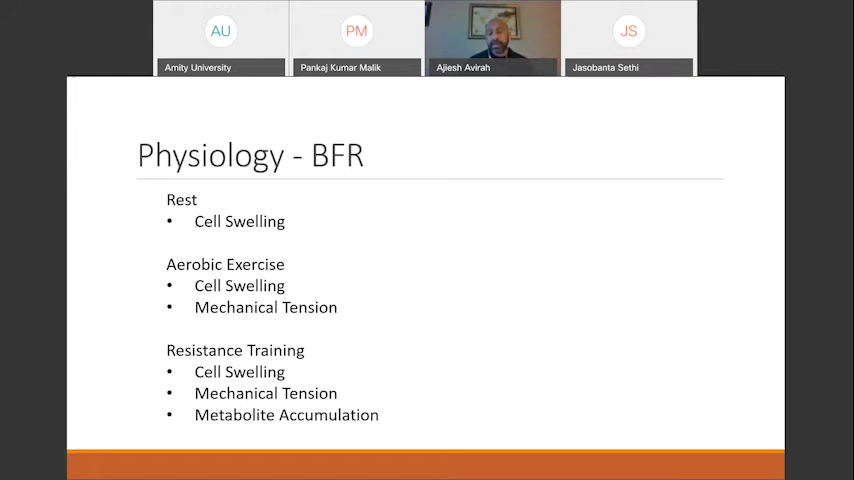 AU
PM
JS
Amity University
Pankaj Kumar Malik
Ajiesh Avirah
Jasobanta Sethi
Physiology - BFR
Rest
• Cell Swelling
Aerobic Exercise
• Cell Swelling
• Mechanical Tension
Resistance Training
• Cell Swelling
• Mechanical Tension
• Metabolite Accumulation